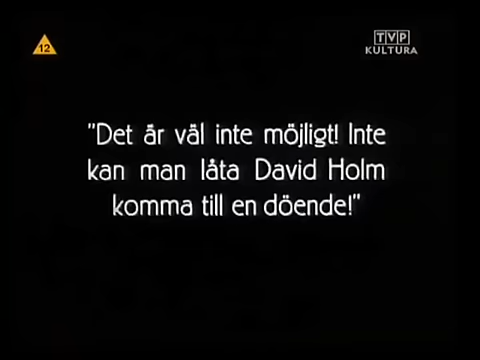 12
TVP
KULTURA
"Det är väl inte möjligt! Inte
kan man låta David Holm
komma till en döende!"